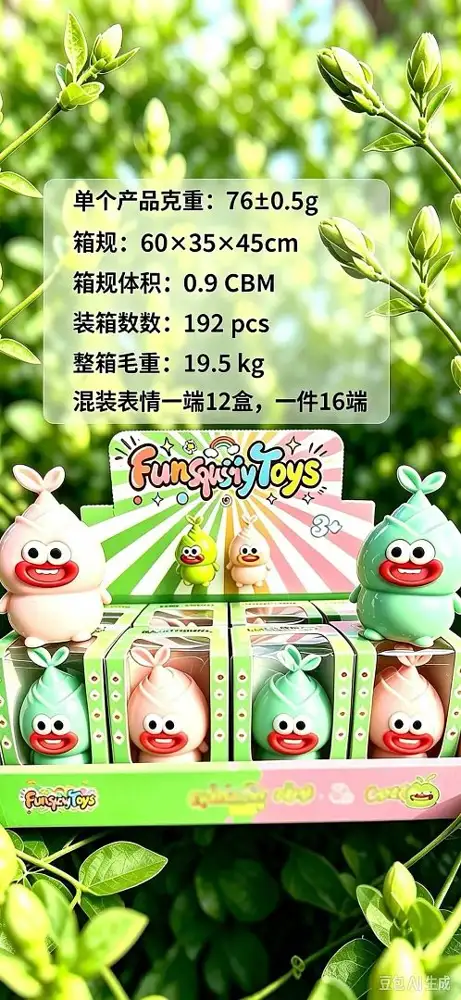 单个产品克重：76±0.5g
箱规：60×35×45cm
箱规体积：0.9 CBM
装箱数数：192 pcs
整箱毛重：19.5 kg
混装表情一端12盒，一件16端
FunsqusiyToys
3+
豆包AI生成